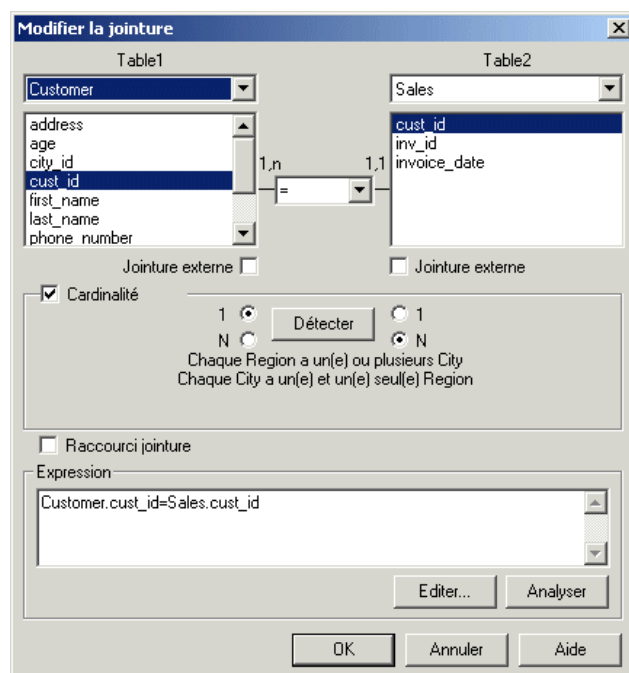 Modifier la jointure
Table1
Table2
Customer
Sales
address
age
city_id
cust_id
first_name
last_name
phone_number
1,n
=
1,1
cust_id
inv_id
invoice_date
Jointure externe
Jointure externe
Cardinalité
1
Détecter
1
N
N
Chaque Region a un(e) ou plusieurs City
Chaque City a un(e) et un(e) seul(e) Region
Raccourci jointure
Expression
Customer.cust_id=Sales.cust_id
Editer...
Analyser
OK
Annuler
Aide